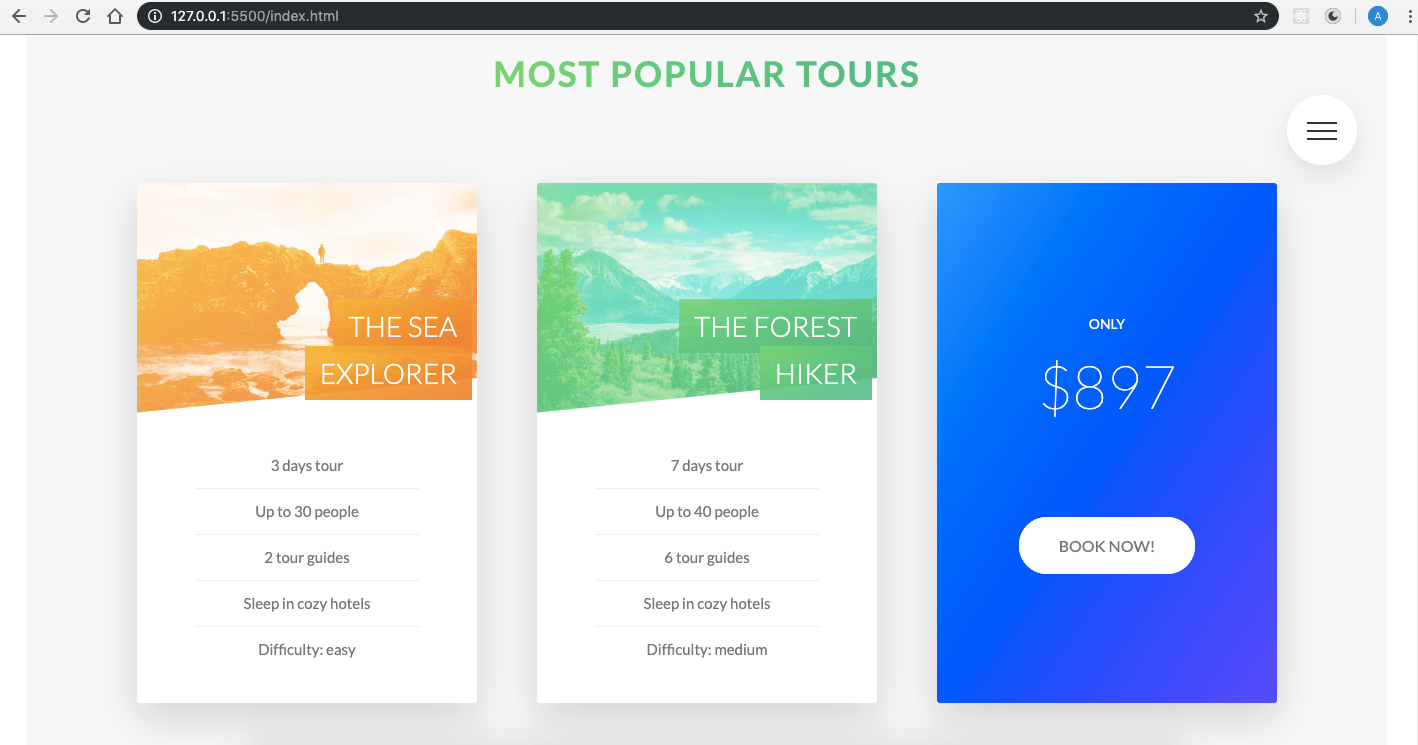 127.0.0.1:5500/index.html
A
MOST POPULAR TOURS
THE SEA
EXPLORER
3 days tour
Up to 30 people
2 tour guides
Sleep in cozy hotels
Difficulty: easy
THE FOREST
HIKER
7 days tour
Up to 40 people
6 tour guides
Sleep in cozy hotels
Difficulty: medium
ONLY
$897
BOOK NOW!